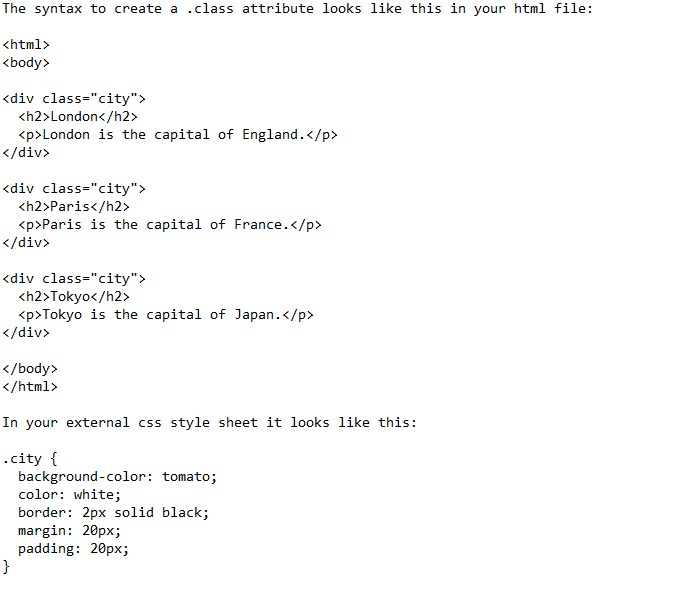 The syntax to create a .class attribute looks like this in your html file:
<html>
<body>
<div class="city">
<h2>London</h2>
<p>London is the capital of England.</p>
</div>
<div class="city">
<h2>Paris</h2>
<p>Paris is the capital of France.</p>
</div>
<div class="city">
<h2>Tokyo</h2>
<p>Tokyo is the capital of Japan.</p>
</div>
</body>
</html>
In your external css style sheet it looks like this:
.city {
background-color: tomato;
color: white;
border: 2px solid black;
margin: 20px;
padding: 20px;
}